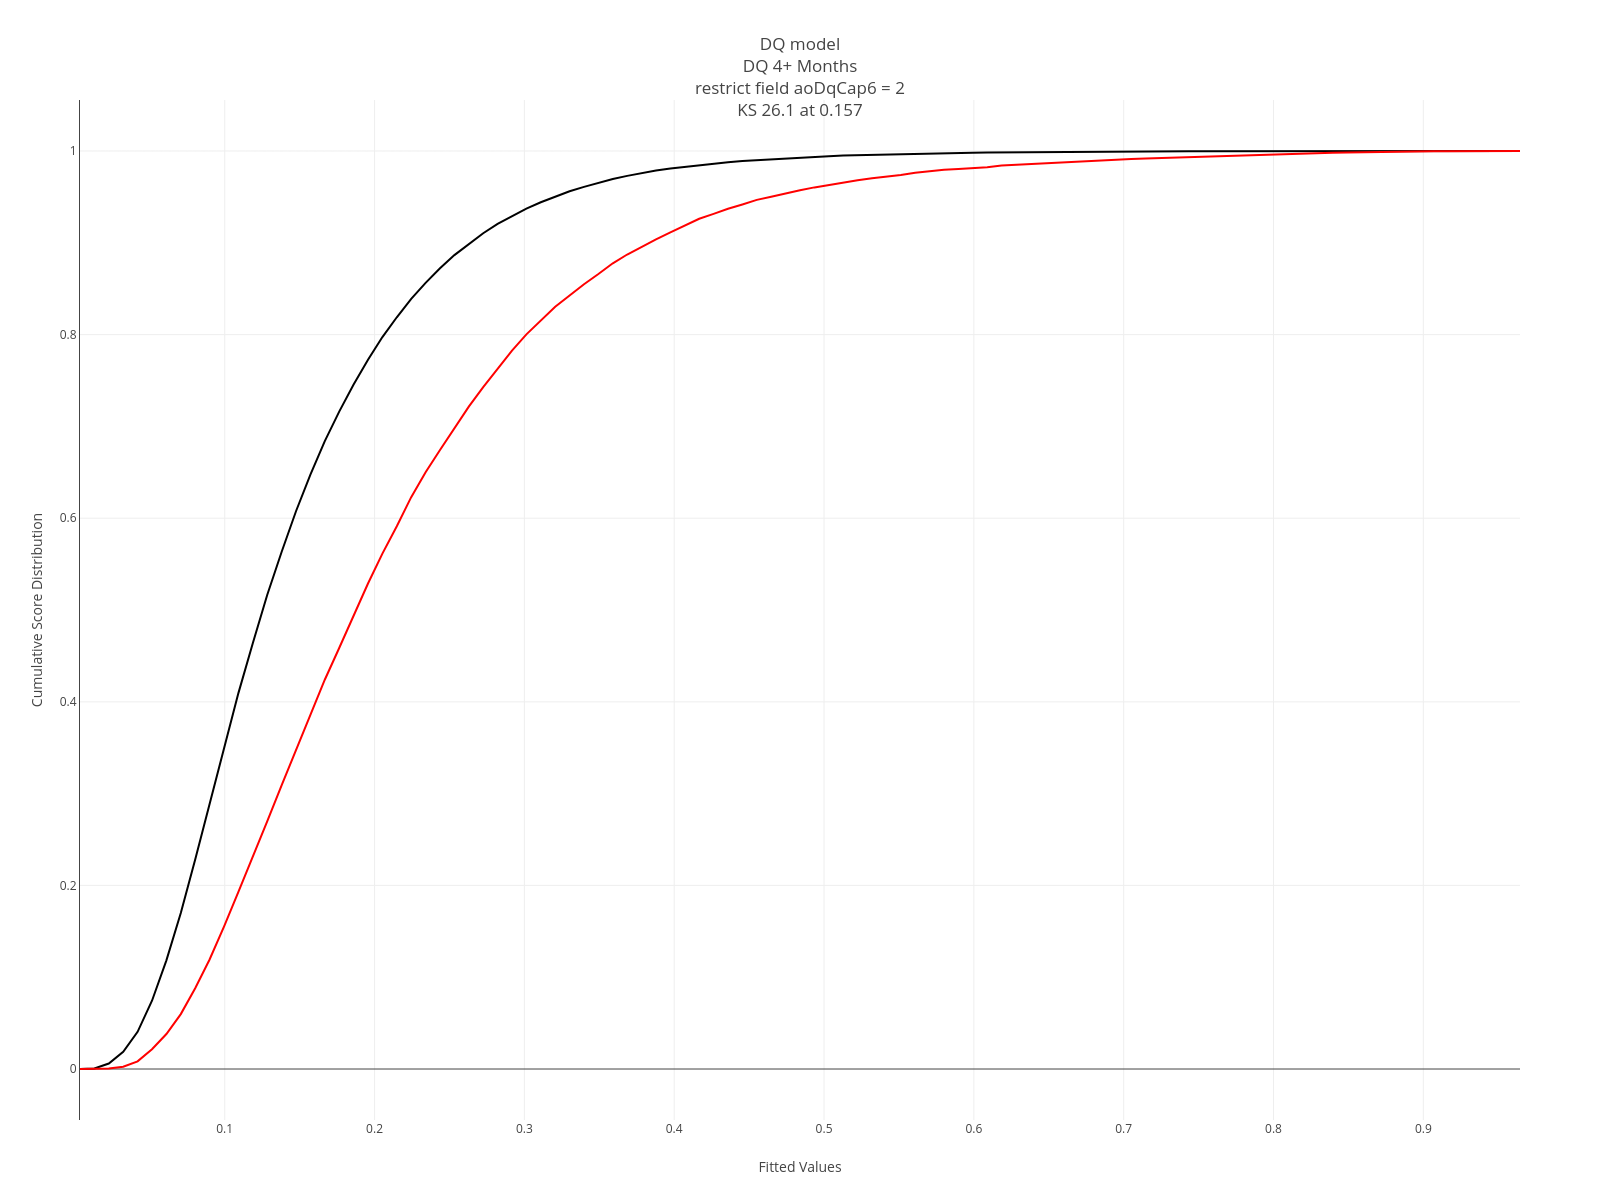 DQ model
DQ 4+ Months
restrict field aoDqCap6 = 2
KS 26.1 at 0.157
Cumulative Score Distribution
1
0.8
0.6
0.4
0.2
0
0.1 0.2 0.3 0.4 0.5 0.6 0.7 0.8 0.9
Fitted Values